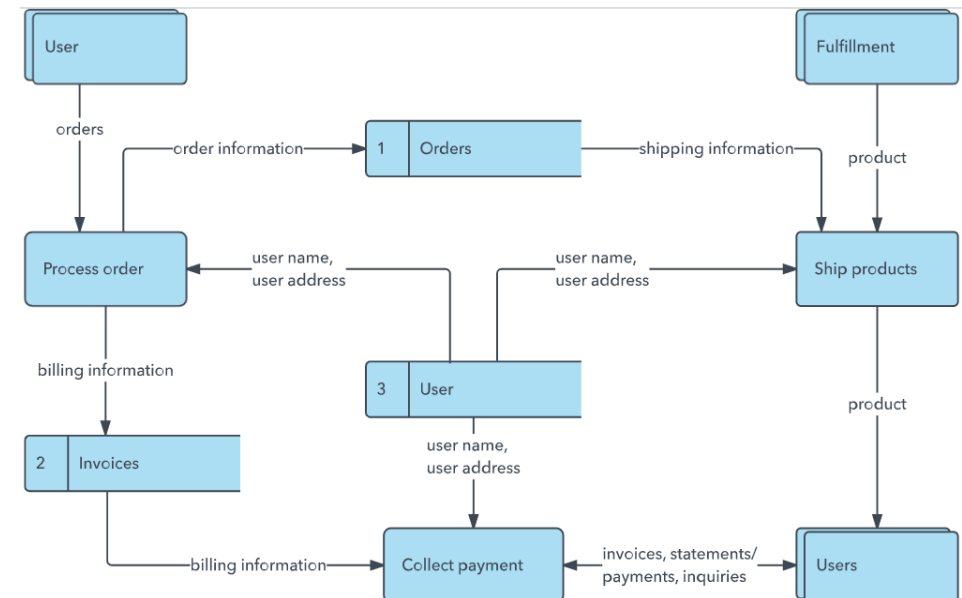 User
Fulfillment
orders
order information
1
Orders
shipping information
product
Process order
user name,
user address
user name,
user address
Ship products
billing information
3
User
product
user name,
user address
2
Invoices
billing information
Collect payment
invoices, statements/
payments, inquiries
Users